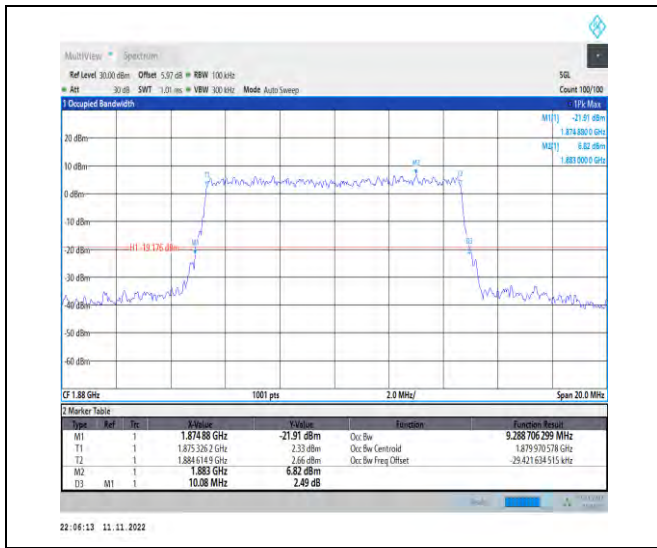 MultiView Spectrum
Ref Level 30.00 dBm Offset 5.97 dB RBW 100 kHz SGL
Att 30 dB SWT 1.01 ms VBW 300 kHz Mode Auto Sweep Count 100/100
1 Occupied Bandwidth 1Pk Max
M1[1] -21.91 dBm
1.874 880 0 GHz
20 dBm
M2[1] 6.82 dBm
1.883 000 0 GHz
10 dBm
M2
T1
T2
0 dBm
-10 dBm
M1
D3
-20 dBm
H1 -19.176 dBm
-30 dBm
-40 dBm
-50 dBm
-60 dBm
CF 1.88 GHz 1001 pts 2.0 MHz/ Span 20.0 MHz
2 Marker Table
Type Ref Trc X-Value Y-Value Function Function Result
M1 1 1.874 88 GHz -21.91 dBm Occ Bw 9.288 706 299 MHz
T1 1 1.875 326 2 GHz 2.33 dBm Occ Bw Centroid 1.879 970 578 GHz
T2 1 1.884 614 9 GHz 2.66 dBm Occ Bw Freq Offset -29.421 634 515 kHz
M2 1 1.883 GHz 6.82 dBm
D3 M1 1 10.08 MHz 2.49 dB
22:06:13 11.11.2022